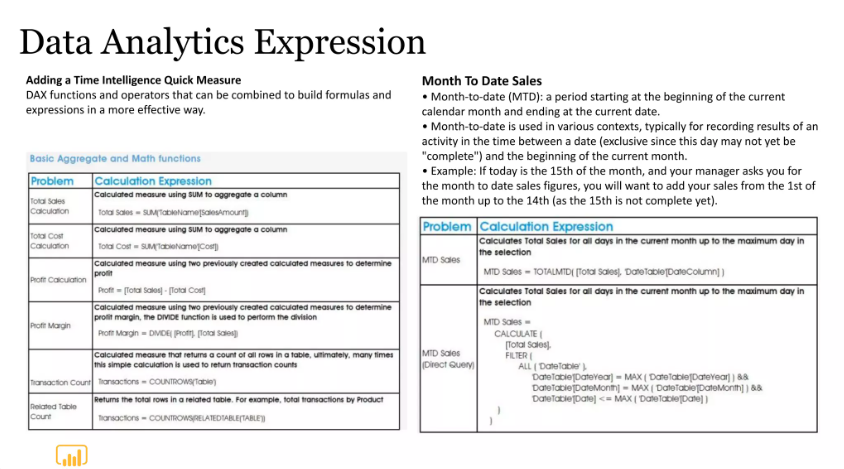 Data Analytics Expression
Adding a Time Intelligence Quick Measure
DAX functions and operators that can be combined to build formulas and
expressions in a more effective way.
Basic Aggregate and Math functions
Problem Calculation Expression
Total Sales
Calculation
Calculated measure using SUM to aggregate a column
Total Sales = SUM('TableName'[SalesAmount])
Total Cost
Calculation
Calculated measure using SUM to aggregate a column
Total Cost = SUM('TableName'[Cost])
Profit Calculation
Calculated measure using two previously created calculated measures to determine
profit
Profit = [Total Sales] - [Total Cost]
Profit Margin
Calculated measure using two previously created calculated measures to determine
profit margin, the DIVIDE function is used to perform the division
Profit Margin = DIVIDE( [Profit], [Total Sales])
Transaction Count
Calculated measure that returns a count of all rows in a table, ultimately, many times
this simple calculation is used to return transaction counts
Transactions = COUNTROWS('Table')
Related Table
Count
Returns the total rows in a related table. For example, total transactions by Product
Transactions = COUNTROWS(RELATEDTABLE('TABLE'))
Month To Date Sales
• Month-to-date (MTD): a period starting at the beginning of the current
calendar month and ending at the current date.
• Month-to-date is used in various contexts, typically for recording results of an
activity in the time between a date (exclusive since this day may not yet be
"complete") and the beginning of the current month.
• Example: If today is the 15th of the month, and your manager asks you for
the month to date sales figures, you will want to add your sales from the 1st of
the month up to the 14th (as the 15th is not complete yet).
Problem Calculation Expression
MTD Sales
Calculates Total Sales for all days in the current month up to the maximum day in
the selection
MTD Sales = TOTALMTD( [Total Sales], 'DateTable'[DateColumn] )
MTD Sales
(Direct Query)
Calculates Total Sales for all days in the current month up to the maximum day in
the selection
MTD Sales =
CALCULATE (
[Total Sales],
FILTER (
ALL ( 'DateTable' ),
'DateTable'[DateYear] = MAX ( 'DateTable'[DateYear] ) &&
'DateTable'[DateMonth] = MAX ( 'DateTable'[DateMonth] ) &&
'DateTable'[Date] <= MAX ( 'DateTable'[Date] )
)
)